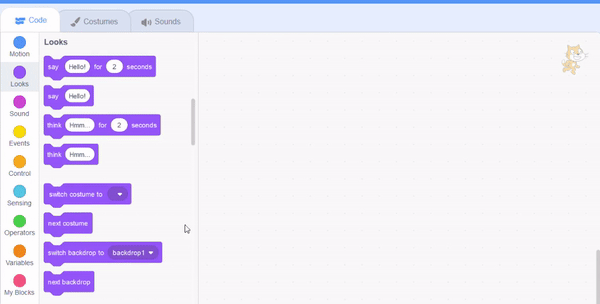 Code
Costumes
Sounds
Motion
Looks
Sound
Events
Control
Sensing
Operators
Variables
My Blocks
Looks
say Hello! for 2 seconds
say Hello!
think Hmm... for 2 seconds
think Hmm...
switch costume to
next costume
switch backdrop to backdrop1
next backdrop